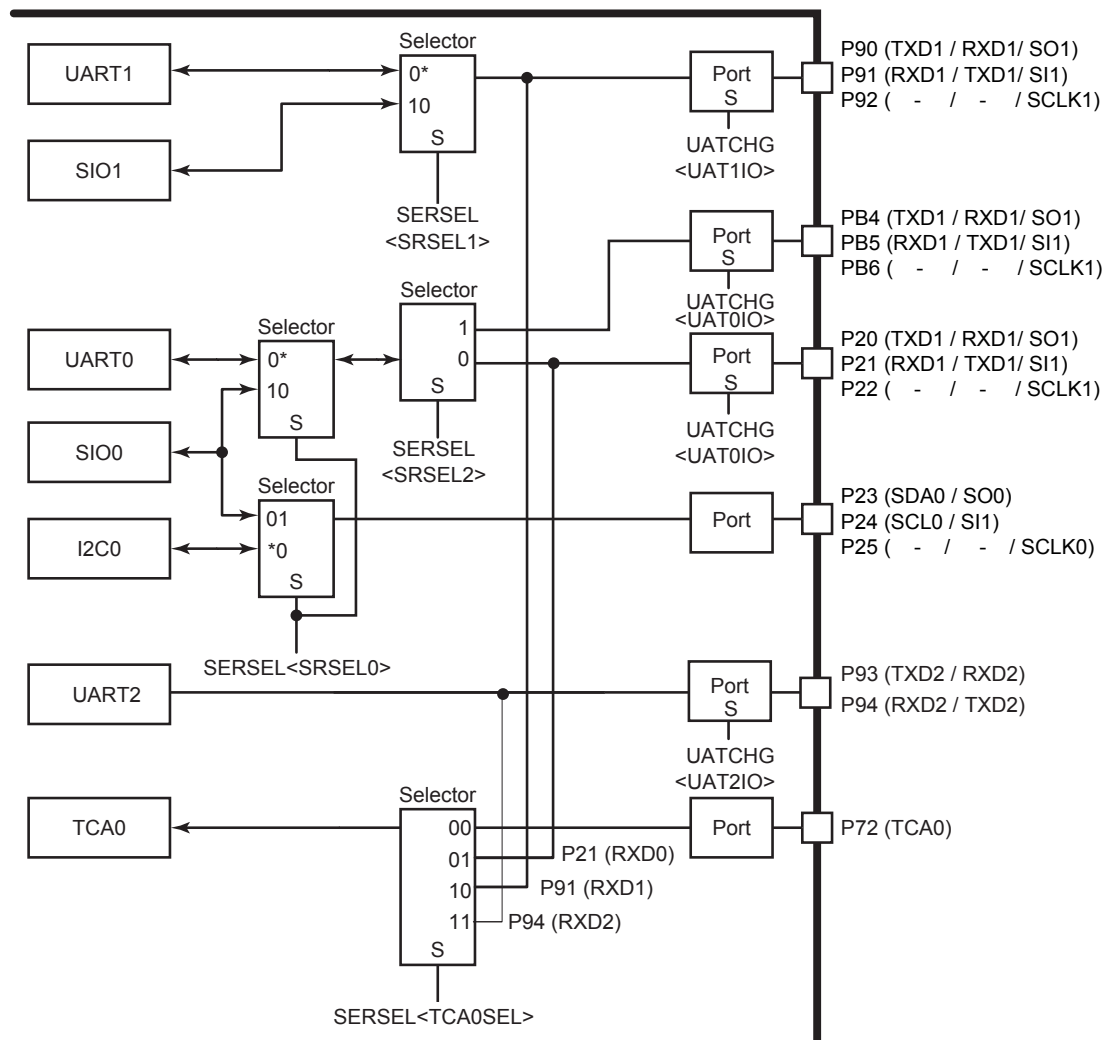 Selector
UART1
0*
10
S
SIO1
SERSEL
<SRSEL1>
Port
S
UATCHG
<UAT1IO>
P90 (TXD1 / RXD1/ SO1)
P91 (RXD1 / TXD1/ SI1)
P92 ( - / - / SCLK1)
Port
S
UATCHG
<UAT0IO>
PB4 (TXD1 / RXD1/ SO1)
PB5 (RXD1 / TXD1/ SI1)
PB6 ( - / - / SCLK1)
Selector
1
0
S
SERSEL
<SRSEL2>
Selector
UART0
0*
10
S
SIO0
Port
S
UATCHG
<UAT0IO>
P20 (TXD1 / RXD1/ SO1)
P21 (RXD1 / TXD1/ SI1)
P22 ( - / - / SCLK1)
Selector
01
*0
S
I2C0
SERSEL<SRSEL0>
Port
P23 (SDA0 / SO0)
P24 (SCL0 / SI1)
P25 ( - / - / SCLK0)
UART2
Port
S
UATCHG
<UAT2IO>
P93 (TXD2 / RXD2)
P94 (RXD2 / TXD2)
Selector
TCA0
00
01
10
11
S
Port
P72 (TCA0)
P21 (RXD0)
P91 (RXD1)
P94 (RXD2)
SERSEL<TCA0SEL>